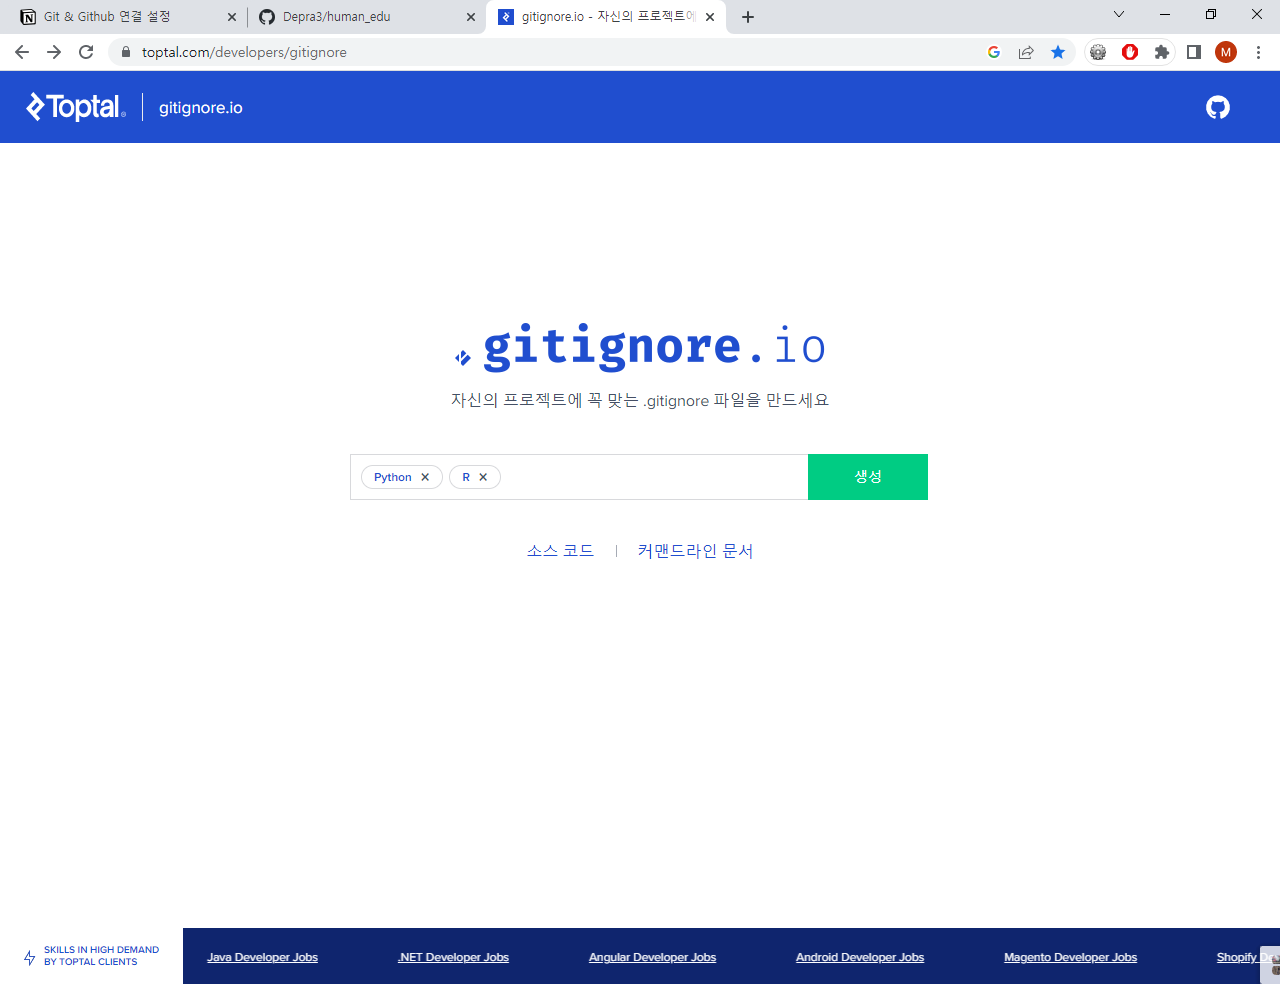 Git & Github 연결 설정
Depra3/human_edu
gitignore.io - 자신의 프로젝트에
toptal.com/developers/gitignore
M
Toptal
gitignore.io
.gitignore.io
자신의 프로젝트에 꼭 맞는 .gitignore 파일을 만드세요
Python
R
생성
소스 코드
커맨드라인 문서
SKILLS IN HIGH DEMAND
BY TOPTAL CLIENTS
Java Developer Jobs
.NET Developer Jobs
Angular Developer Jobs
Android Developer Jobs
Magento Developer Jobs
Shopify